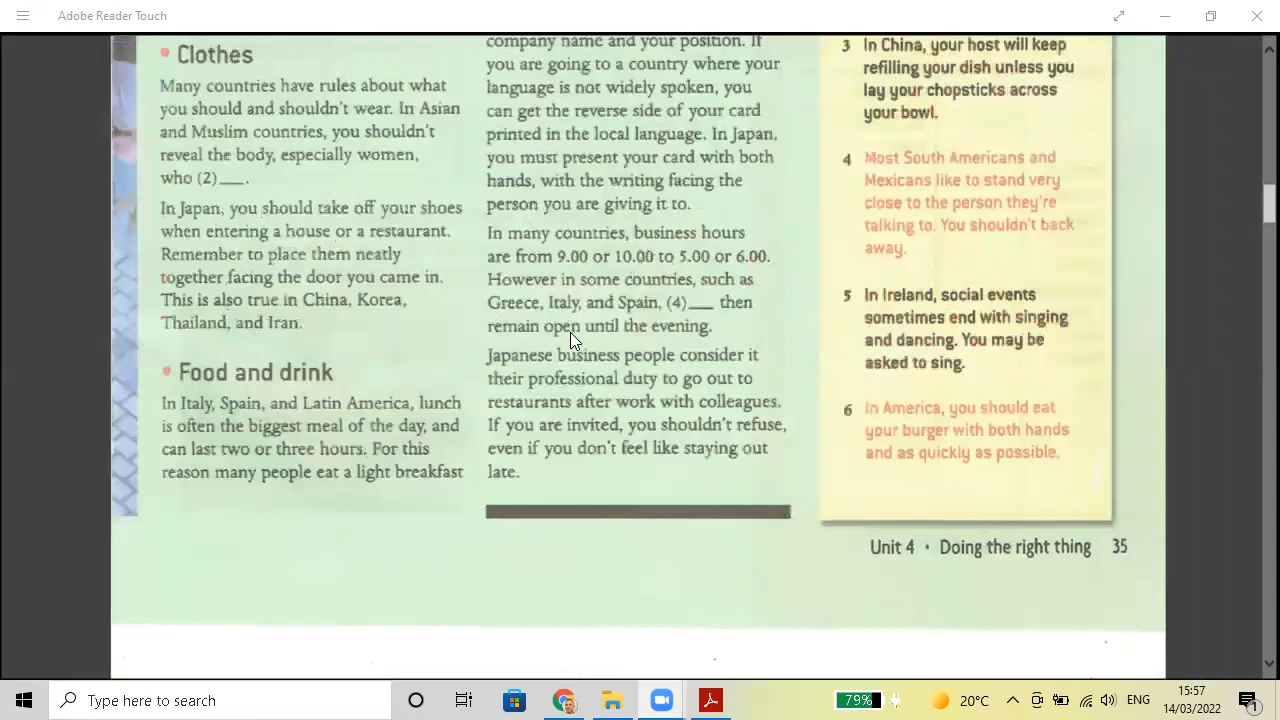 Adobe Reader Touch
• Clothes
Many countries have rules about what
you should and shouldn't wear. In Asian
and Muslim countries, you shouldn't
reveal the body, especially women,
who (2)___.
In Japan, you should take off your shoes
when entering a house or a restaurant.
Remember to place them neatly
together facing the door you came in.
This is also true in China, Korea,
Thailand, and Iran.
• Food and drink
In Italy, Spain, and Latin America, lunch
is often the biggest meal of the day, and
can last two or three hours. For this
reason many people eat a light breakfast
company name and your position. If
you are going to a country where your
language is not widely spoken, you
can get the reverse side of your card
printed in the local language. In Japan,
you must present your card with both
hands, with the writing facing the
person you are giving it to.
In many countries, business hours
are from 9.00 or 10.00 to 5.00 or 6.00.
However in some countries, such as
Greece, Italy, and Spain, (4)___ then
remain open until the evening.
Japanese business people consider it
their professional duty to go out to
restaurants after work with colleagues.
If you are invited, you shouldn't refuse,
even if you don't feel like staying out
late.
3 In China, your host will keep
refilling your dish unless you
lay your chopsticks across
your bowl.
4 Most South Americans and
Mexicans like to stand very
close to the person they're
talking to. You shouldn't back
away.
5 In Ireland, social events
sometimes end with singing
and dancing. You may be
asked to sing.
6 In America, you should eat
your burger with both hands
and as quickly as possible.
Unit 4 · Doing the right thing 35
Type here to search
79%
20°C
ENG
15:57
14/03/2022
1